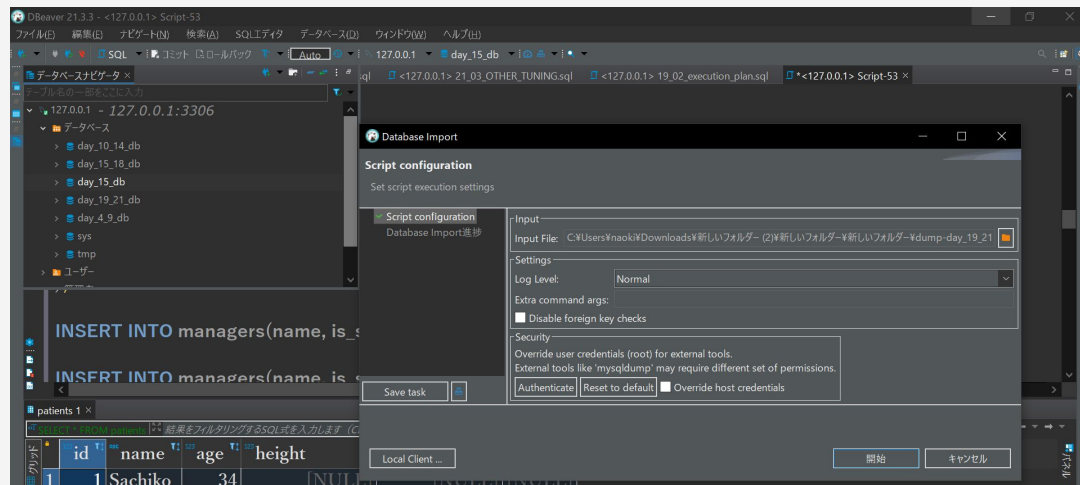 DBeaver 21.3.3 - <127.0.0.1> Script-53
ファイル(F) 編集(E) ナビゲート(N) 検索(A) SQLエディタ データベース(D) ウィンドウ(W) ヘルプ(H)
SQL コミット ロールバック Auto 127.0.0.1 day_15_db
データベースナビゲータ
テーブル名の一部をここに入力
127.0.0.1 - 127.0.0.1:3306
データベース
day_10_14_db
day_15_18_db
day_15_db
day_19_21_db
day_4_9_db
sys
tmp
ユーザー
sql <127.0.0.1> 21_03_OTHER_TUNING.sql <127.0.0.1> 19_02_execution_plan.sql *<127.0.0.1> Script-53
INSERT INTO managers(name, is_s
INSERT INTO managers(name, is_s
Database Import
Script configuration
Set script execution settings
Script configuration
Database Import進捗
Input
Input File: C:¥Users¥naoki¥Downloads¥新しいフォルダー (2)¥新しいフォルダー¥新しいフォルダー¥dump-day_19_21
Settings
Log Level: Normal
Extra command args:
Disable foreign key checks
Security
Override user credentials (root) for external tools.
External tools like 'mysqldump' may require different set of permissions.
Authenticate Reset to default Override host credentials
Save task
Local Client ...
開始 キャンセル
patients 1
SELECT * FROM patients 結果をフィルタリングするSQL式を入力します
グリッド
id name age height
1 1 Sachiko 34 [NULL]
パネル